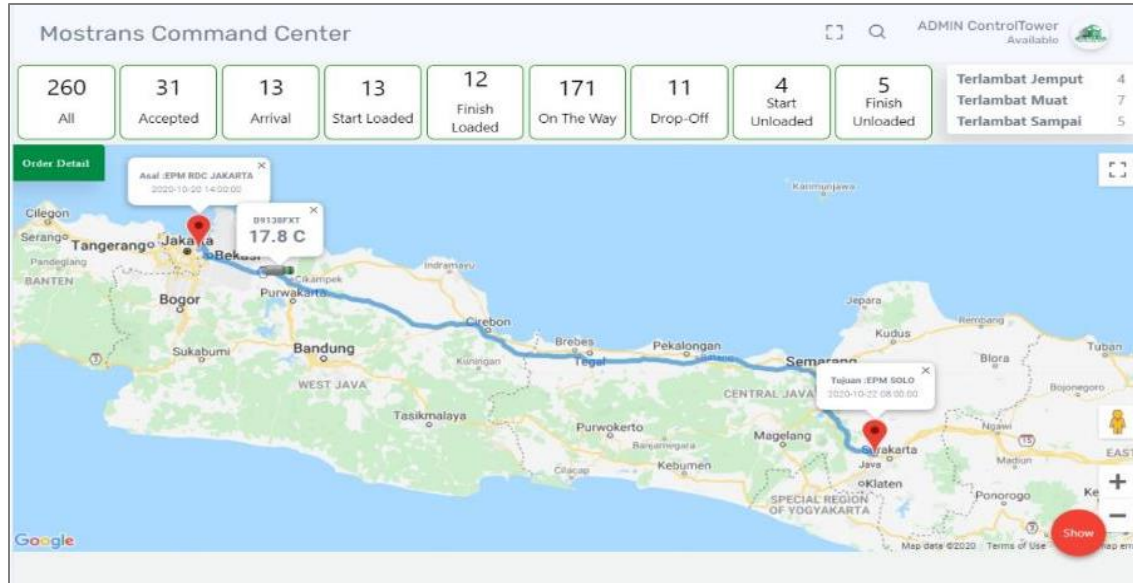 Mostrans Command Center
ADMIN ControlTower
Available
260
All
31
Accepted
13
Arrival
13
Start Loaded
12
Finish
Loaded
171
On The Way
11
Drop-Off
4
Start
Unloaded
5
Finish
Unloaded
Terlambat Jemput 4
Terlambat Muat 7
Terlambat Sampai 5
Order Detail
Asal :EPM RDC JAKARTA
2020-10-20 14:00:00
Karimunjawa
Cilegon
Serang
Tangerang
Jakarta
Bekasi
B9138FXT
17.8 C
Pandeglang
BANTEN
Bogor
Cikampek
Purwakarta
Indramayu
Sukabumi
Bandung
Cirebon
Kuningan
WEST JAVA
Tasikmalaya
Brebes
Tegal
Pekalongan
Batang
Semarang
Jepara
Kudus
Rembang
Blora
Tuban
Bojonegoro
CENTRAL JAVA
Tujuan :EPM SOLO
2020-10-22 08:00:00
Purwokerto
Banjarnegara
Magelang
Cilacap
Kebumen
Surakarta
Java
Klaten
SPECIAL REGION
OF YOGYAKARTA
Ngawi
15
Madiun
EAST
Ponorogo
Ke
Show
Google
Map data ©2020 Terms of Use